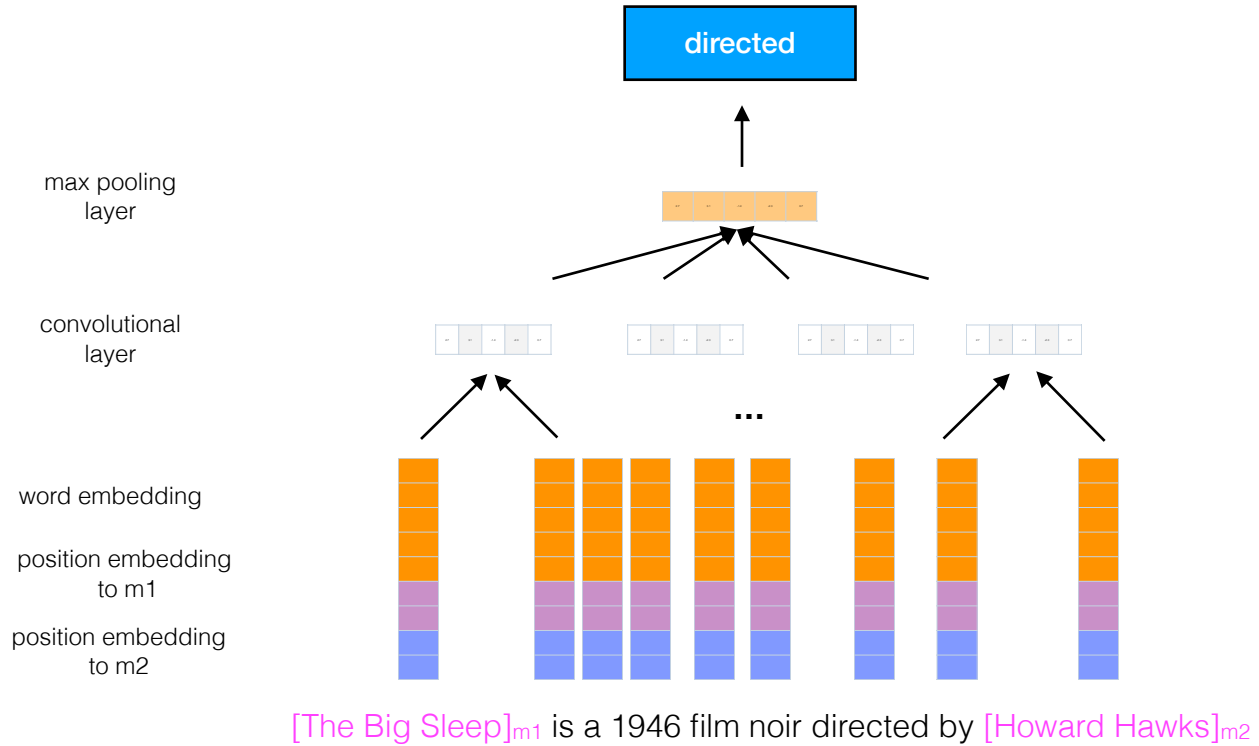 directed
max pooling
layer
convolutional
layer
...
word embedding
position embedding
to m1
position embedding
to m2
[The Big Sleep]m1 is a 1946 film noir directed by [Howard Hawks]m2